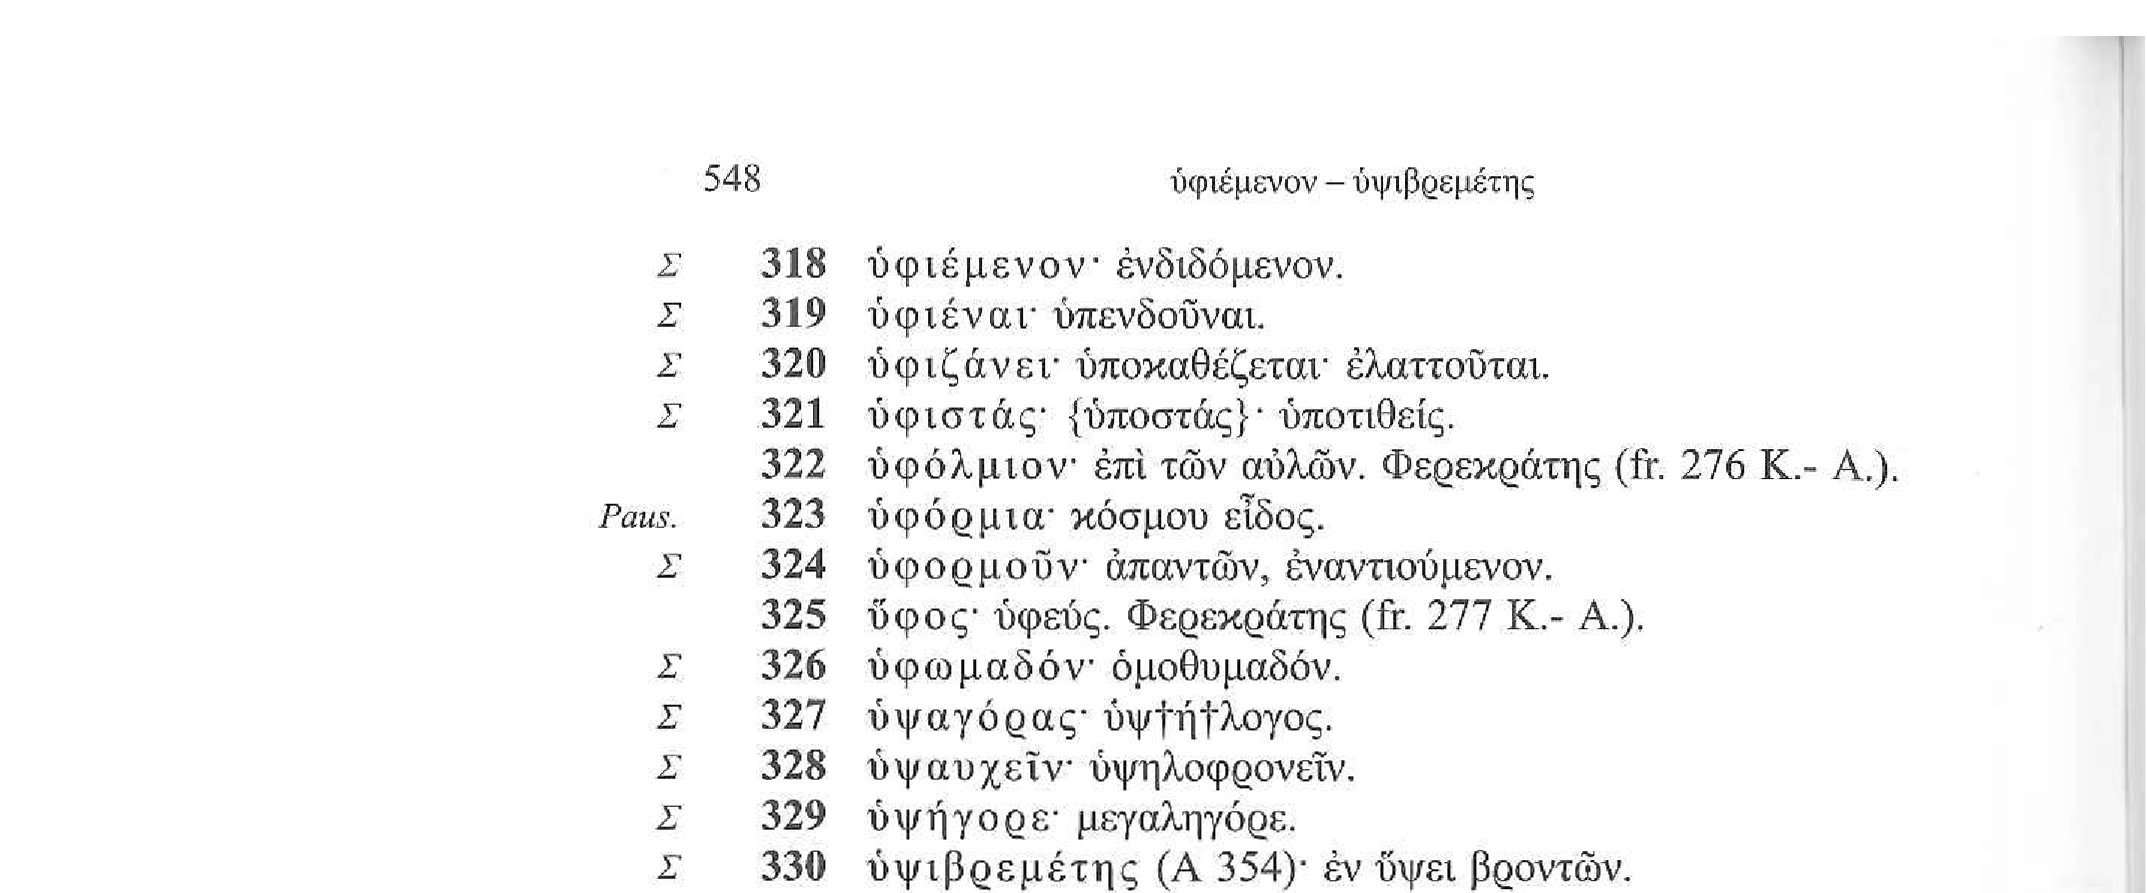 548 ὑφιέμενον – ὑψιβρεμέτης
Σ 318 ὑφιέμενον· ἐνδιδόμενον.
Σ 319 ὑφιέναι· ὑπενδοῦναι.
Σ 320 ὑφιζάνει· ὑποκαθέζεται· ἐλαττοῦται.
Σ 321 ὑφιστάς· {ὑποστάς}· ὑποτιθείς.
322 ὑφόλμιον· ἐπὶ τῶν αὐλῶν. Φερεκράτης (fr. 276 K.- A.).
Paus. 323 ὑφόρμια· κόσμου εἶδος.
Σ 324 ὑφορμοῦν· ἀπαντῶν, ἐναντιούμενον.
325 ὕφος· ὑφεύς. Φερεκράτης (fr. 277 K.- A.).
Σ 326 ὑφωμαδόν· ὁμοθυμαδόν.
Σ 327 ὑψαγόρας· ὑψ†ή†λογος.
Σ 328 ὑψαυχεῖν· ὑψηλοφρονεῖν.
Σ 329 ὑψήγορε· μεγαληγόρε.
Σ 330 ὑψιβρεμέτης (Α 354)· ἐν ὕψει βροντῶν.